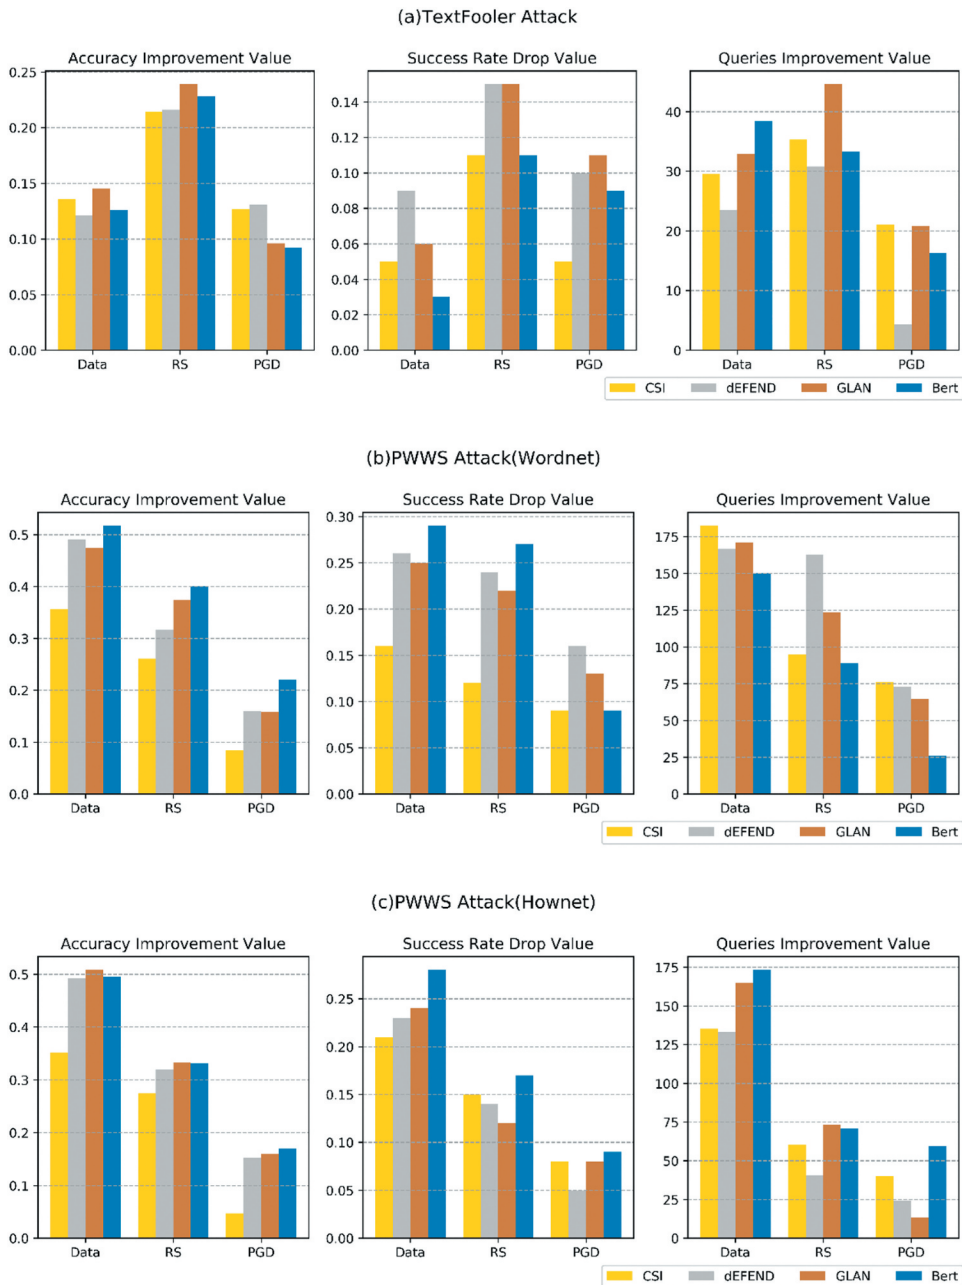 (a)TextFooler Attack
Accuracy Improvement Value
Success Rate Drop Value
Queries Improvement Value
0.25
0.20
0.15
0.10
0.05
0.00
Data RS PGD
0.14
0.12
0.10
0.08
0.06
0.04
0.02
0.00
Data RS PGD
40
30
20
10
0
Data RS PGD
CSI dEFEND GLAN Bert
(b)PWWS Attack(Wordnet)
Accuracy Improvement Value
Success Rate Drop Value
Queries Improvement Value
0.5
0.4
0.3
0.2
0.1
0.0
Data RS PGD
0.30
0.25
0.20
0.15
0.10
0.05
0.00
Data RS PGD
175
150
125
100
75
50
25
0
Data RS PGD
CSI dEFEND GLAN Bert
(c)PWWS Attack(Hownet)
Accuracy Improvement Value
Success Rate Drop Value
Queries Improvement Value
0.5
0.4
0.3
0.2
0.1
0.0
Data RS PGD
0.25
0.20
0.15
0.10
0.05
0.00
Data RS PGD
175
150
125
100
75
50
25
0
Data RS PGD
CSI dEFEND GLAN Bert